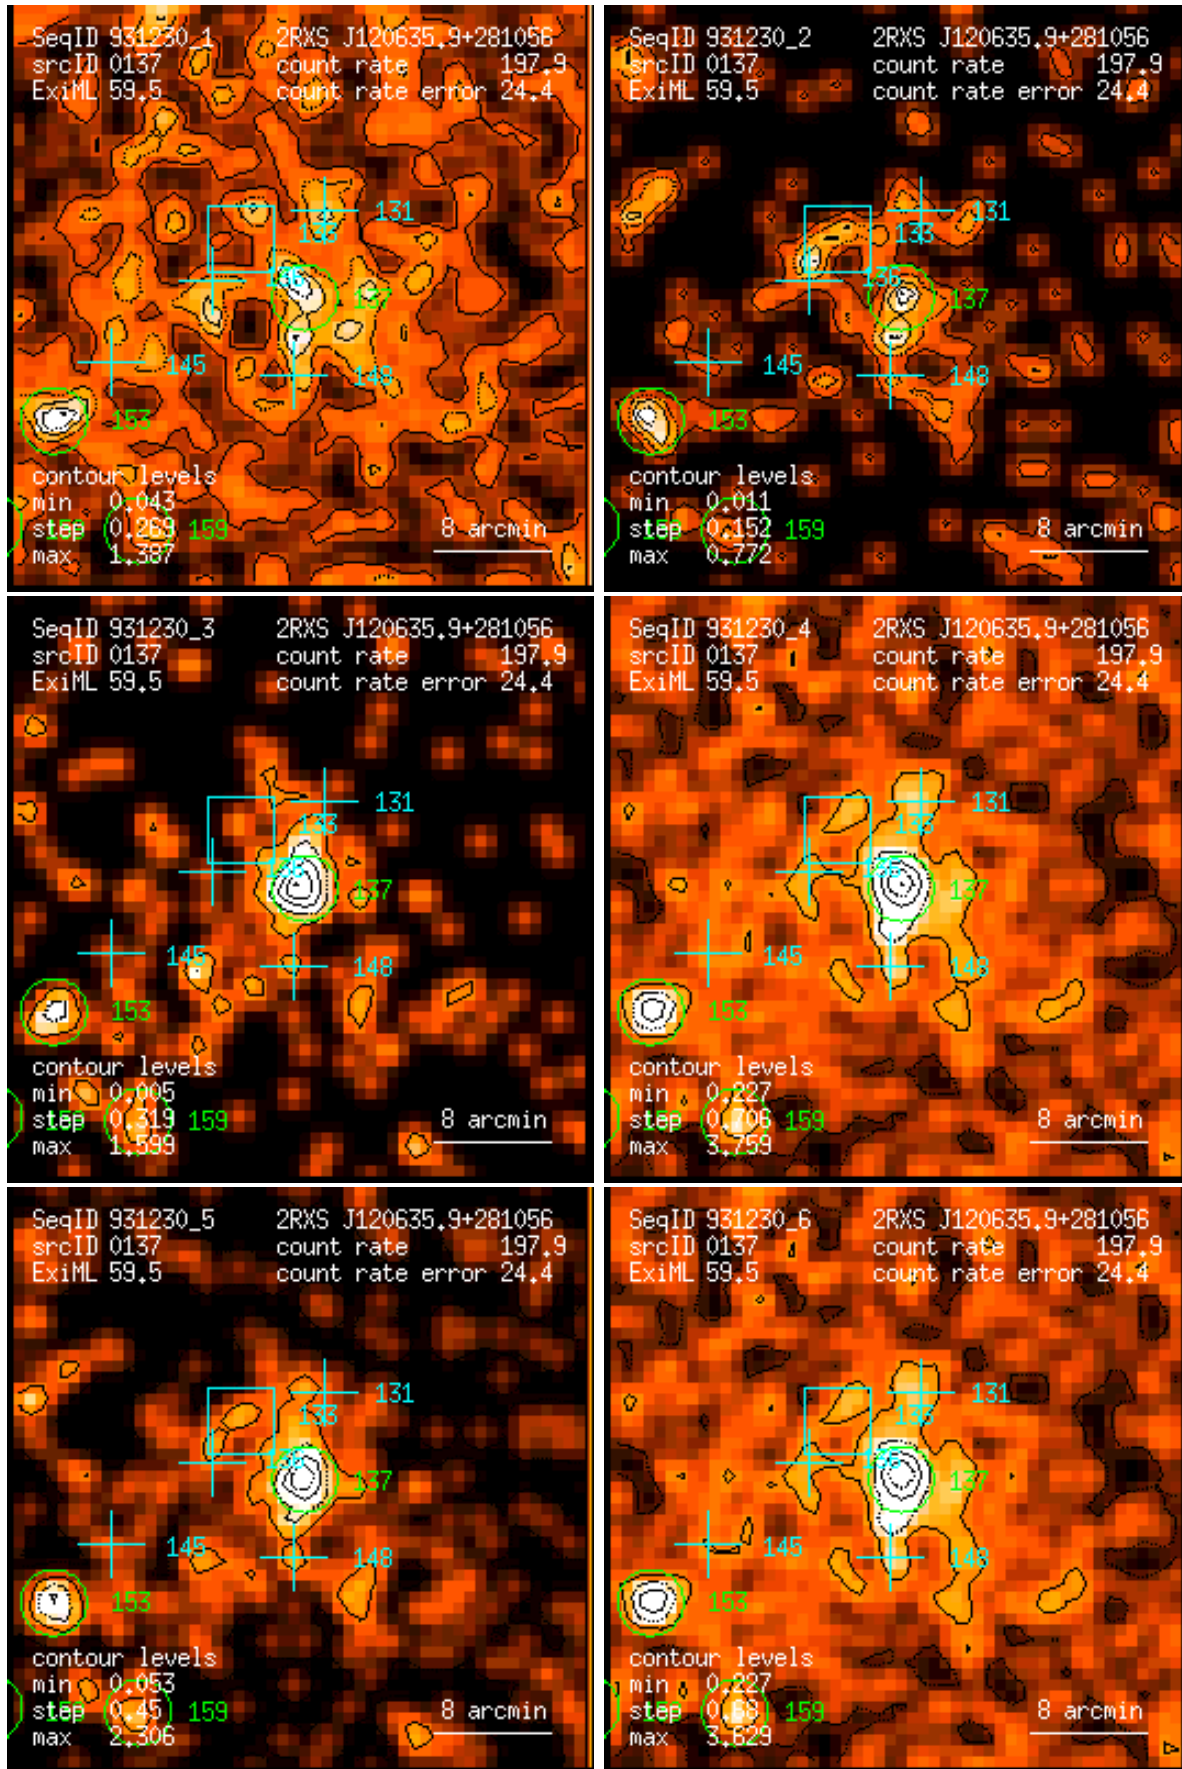 SeqID 931230_1 2RXS J120635.9+281056
srcID 0137 count rate 197.9
ExiML 59.5 count rate error 24.4
131
133
136
137
145
148
153
contour levels
min 0.043
step 0.269 159 8 arcmin
max 1.387
SeqID 931230_2 2RXS J120635.9+281056
srcID 0137 count rate 197.9
ExiML 59.5 count rate error 24.4
131
133
136
137
145
148
153
contour levels
min 0.011
step 0.152 159 8 arcmin
max 0.772
SeqID 931230_3 2RXS J120635.9+281056
srcID 0137 count rate 197.9
ExiML 59.5 count rate error 24.4
131
133
136
137
145
148
153
contour levels
min 0.005
step 0.319 159 8 arcmin
max 1.599
SeqID 931230_4 2RXS J120635.9+281056
srcID 0137 count rate 197.9
ExiML 59.5 count rate error 24.4
131
133
136
137
145
148
153
contour levels
min 0.227
step 0.706 159 8 arcmin
max 3.759
SeqID 931230_5 2RXS J120635.9+281056
srcID 0137 count rate 197.9
ExiML 59.5 count rate error 24.4
131
133
136
137
145
148
153
contour levels
min 0.053
step 0.45 159 8 arcmin
max 2.306
SeqID 931230_6 2RXS J120635.9+281056
srcID 0137 count rate 197.9
ExiML 59.5 count rate error 24.4
131
133
136
137
145
148
153
contour levels
min 0.227
step 0.68 159 8 arcmin
max 3.629